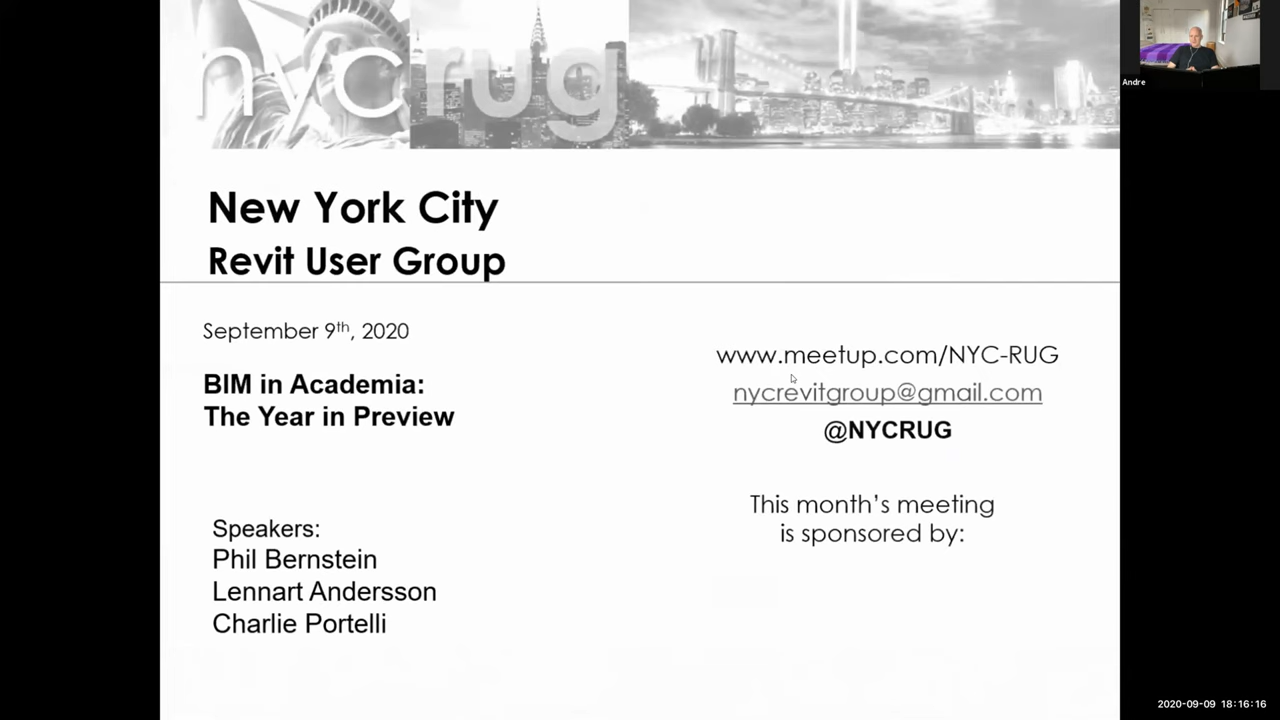 nycrug
Andre
New York City
Revit User Group
September 9th, 2020
BIM in Academia:
The Year in Preview
www.meetup.com/NYC-RUG
nycrevitgroup@gmail.com
@NYCRUG
This month's meeting
is sponsored by:
Speakers:
Phil Bernstein
Lennart Andersson
Charlie Portelli
2020-09-09 18:16:16